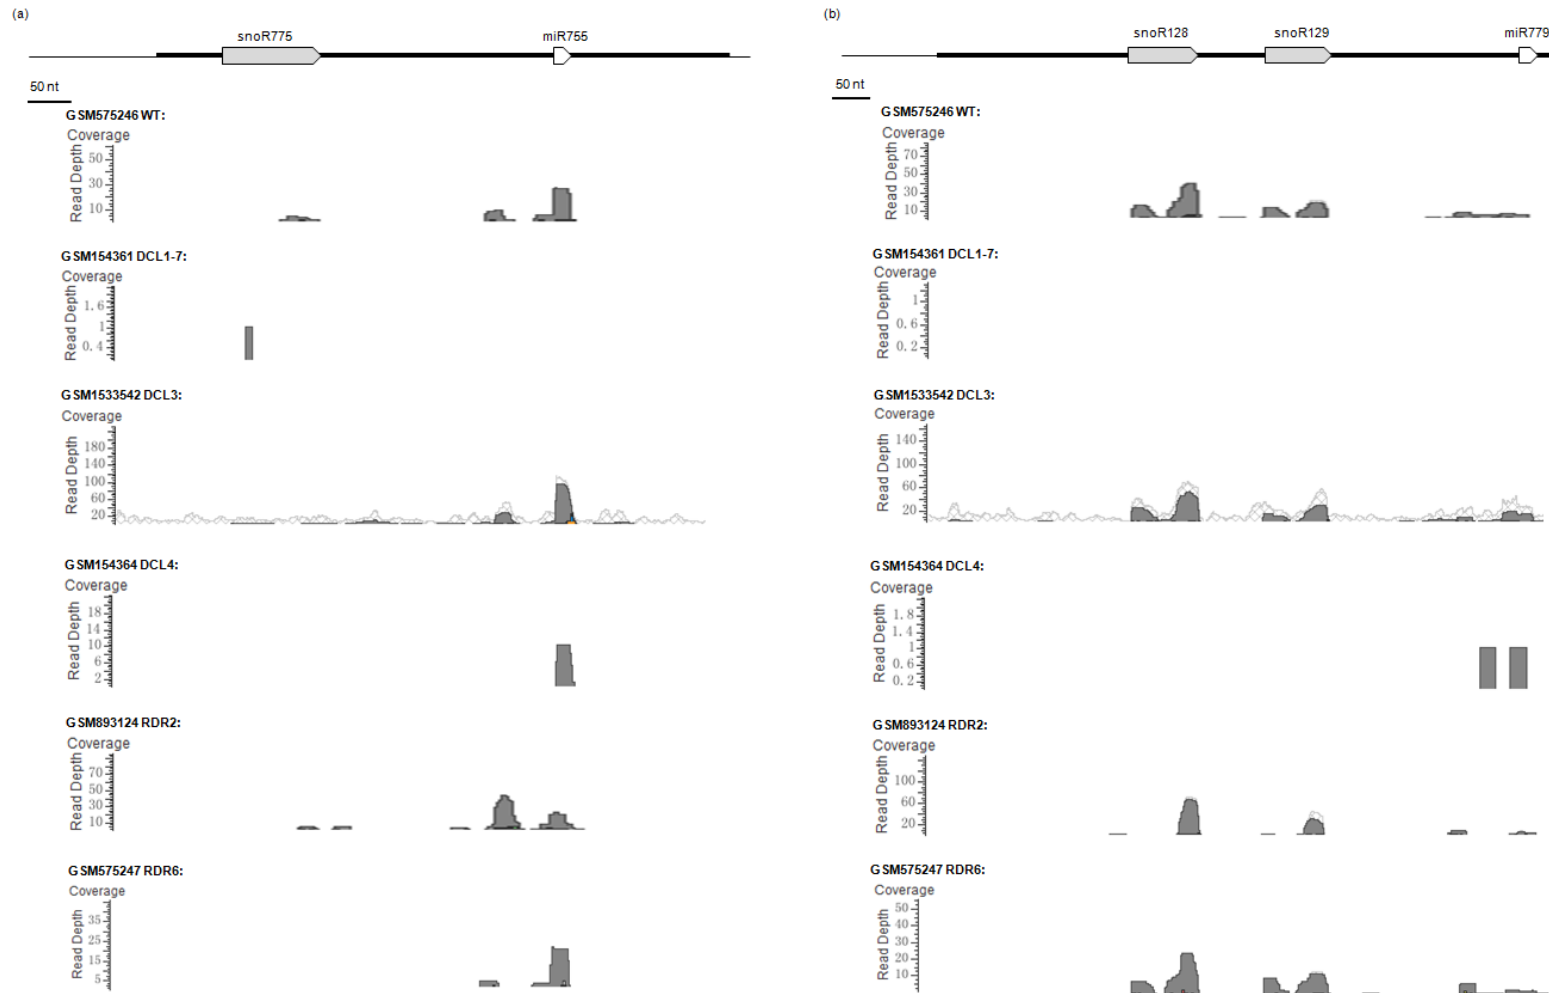 (a)
snoR775
miR755
50 nt
GSM575246 WT:
Coverage
Read Depth
50
30
10
GSM154361 DCL1-7:
Coverage
Read Depth
1.6
1
0.4
GSM1533542 DCL3:
Coverage
Read Depth
180
140
100
60
20
GSM154364 DCL4:
Coverage
Read Depth
18
14
10
6
2
GSM893124 RDR2:
Coverage
Read Depth
70
50
30
10
GSM575247 RDR6:
Coverage
Read Depth
35
25
15
5
(b)
snoR128
snoR129
miR779
50 nt
GSM575246 WT:
Coverage
Read Depth
70
50
30
10
GSM154361 DCL1-7:
Coverage
Read Depth
1
0.6
0.2
GSM1533542 DCL3:
Coverage
Read Depth
140
100
60
20
GSM154364 DCL4:
Coverage
Read Depth
1.8
1.4
1
0.6
0.2
GSM893124 RDR2:
Coverage
Read Depth
100
60
20
GSM575247 RDR6:
Coverage
Read Depth
50
40
30
20
10